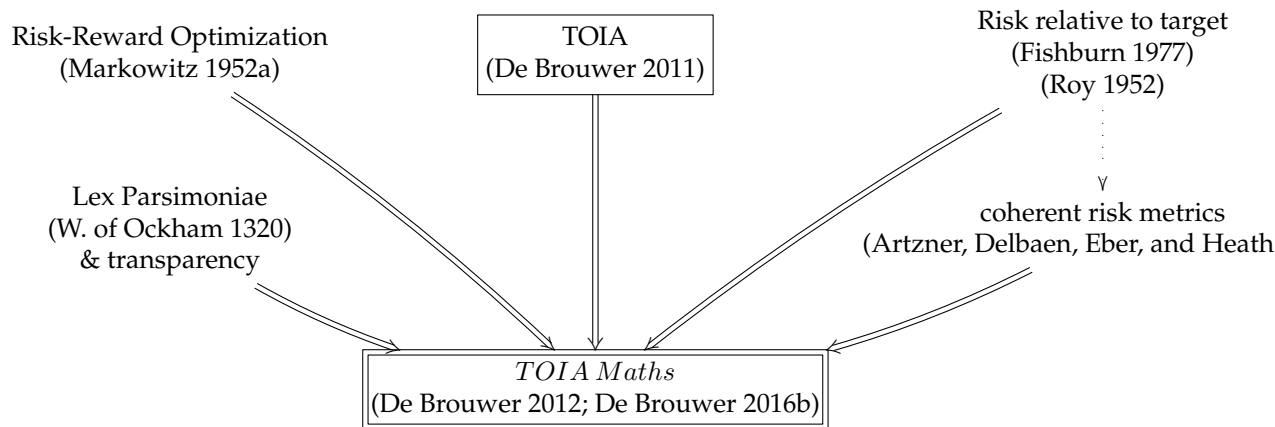 Risk-Reward Optimization
(Markowitz 1952a)
TOIA
(De Brouwer 2011)
Risk relative to target
(Fishburn 1977)
(Roy 1952)
Lex Parsimoniae
(W. of Ockham 1320)
& transparency
coherent risk metrics
(Artzner, Delbaen, Eber, and Heath
TOIA Maths
(De Brouwer 2012; De Brouwer 2016b)